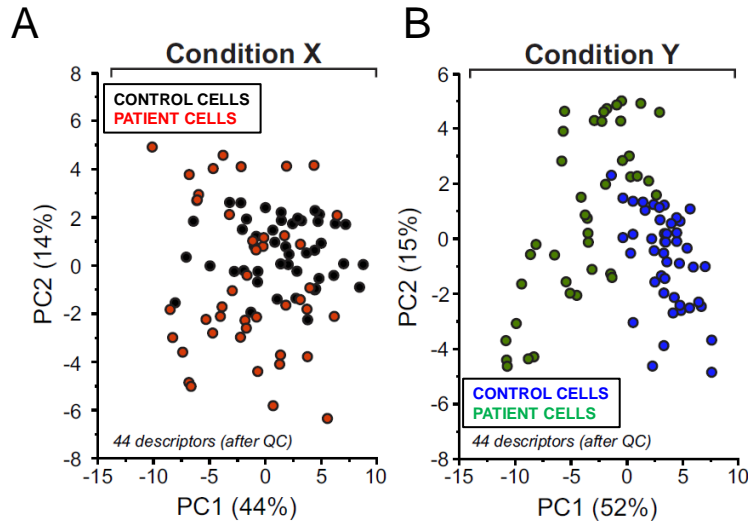 A
Condition X
8
6
4
2
0
-2
-4
-6
-8
PC2 (14%)
CONTROL CELLS
PATIENT CELLS
44 descriptors (after QC)
-15 -10 -5 0 5 10
PC1 (44%)
B
Condition Y
6
4
2
0
-2
-4
-6
-8
PC2 (15%)
CONTROL CELLS
PATIENT CELLS
44 descriptors (after QC)
-15 -10 -5 0 5 10
PC1 (52%)